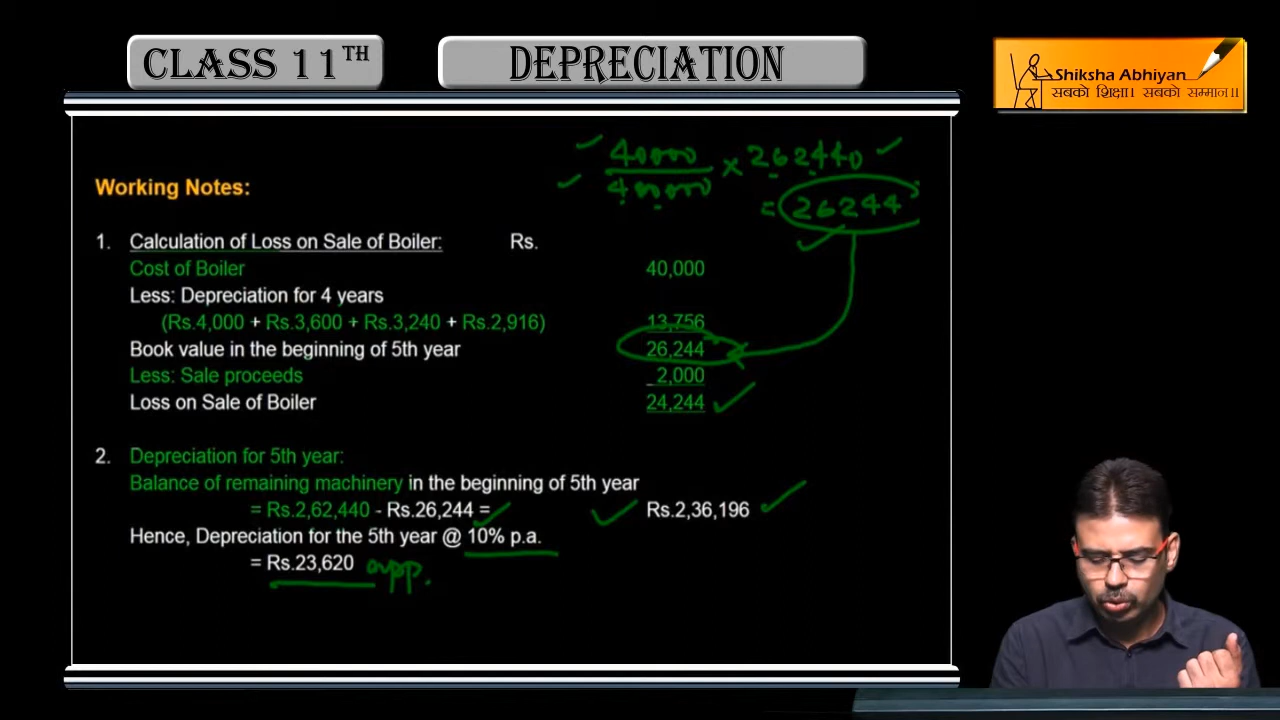 CLASS 11TH
DEPRECIATION
Shiksha Abhiyan
सबको शिक्षा। सबको सम्मान॥
40000 / 400000 × 262440
= 26244
Working Notes:
1. Calculation of Loss on Sale of Boiler: Rs.
Cost of Boiler 40,000
Less: Depreciation for 4 years
(Rs.4,000 + Rs.3,600 + Rs.3,240 + Rs.2,916) 13,756
Book value in the beginning of 5th year 26,244
Less: Sale proceeds 2,000
Loss on Sale of Boiler 24,244
2. Depreciation for 5th year:
Balance of remaining machinery in the beginning of 5th year
= Rs.2,62,440 - Rs.26,244 = Rs.2,36,196
Hence, Depreciation for the 5th year @ 10% p.a.
= Rs.23,620 app.